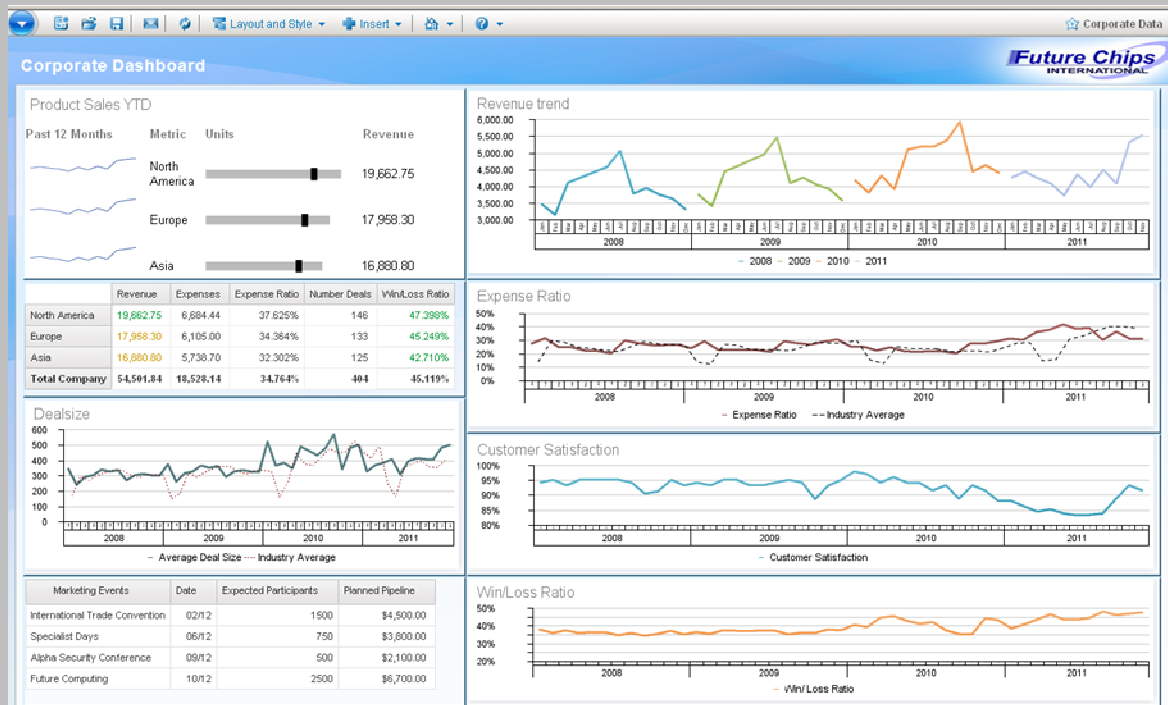 Layout and Style Insert Corporate Data
Corporate Dashboard
Future Chips
INTERNATIONAL
Product Sales YTD
Past 12 Months Metric Units Revenue
North America 19,662.75
Europe 17,958.30
Asia 16,880.80
Revenue Expenses Expense Ratio Number Deals Win/Loss Ratio
North America 19,662.75 6,684.44 37.625% 146 47.398%
Europe 17,958.30 6,105.00 34.364% 133 45.249%
Asia 16,880.80 5,738.70 32.302% 125 42.710%
Total Company 54,501.84 18,528.14 34.764% 404 45.119%
Dealsize
600
500
400
300
200
100
0
2008 2009 2010 2011
Average Deal Size Industry Average
Marketing Events Date Expected Participants Planned Pipeline
International Trade Convention 02/12 1500 $4,500.00
Specialist Days 06/12 750 $3,800.00
Alpha Security Conference 09/12 500 $2,100.00
Future Computing 10/12 2500 $6,700.00
Revenue trend
6,000.00
5,500.00
5,000.00
4,500.00
4,000.00
3,500.00
3,000.00
2008 2009 2010 2011
2008 2009 2010 2011
Expense Ratio
50%
40%
30%
20%
10%
0%
2008 2009 2010 2011
Expense Ratio Industry Average
Customer Satisfaction
100%
95%
90%
85%
80%
2008 2009 2010 2011
Customer Satisfaction
Win/Loss Ratio
50%
40%
30%
20%
2008 2009 2010 2011
Win/ Loss Ratio